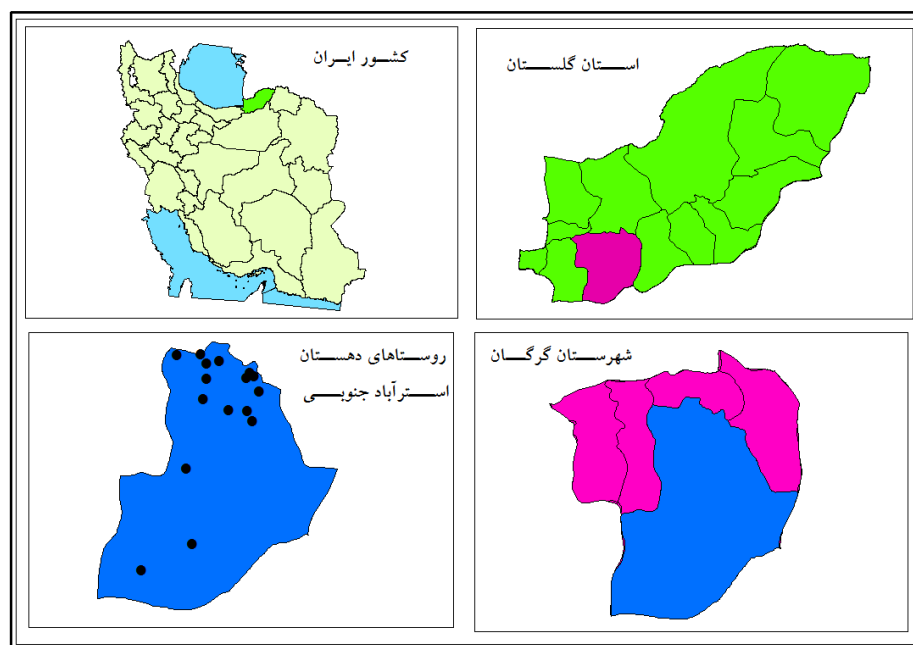 کشور ایران
استان گلستان
روستاهای دهستان
استرآباد جنوبی
شهرستان گرگان